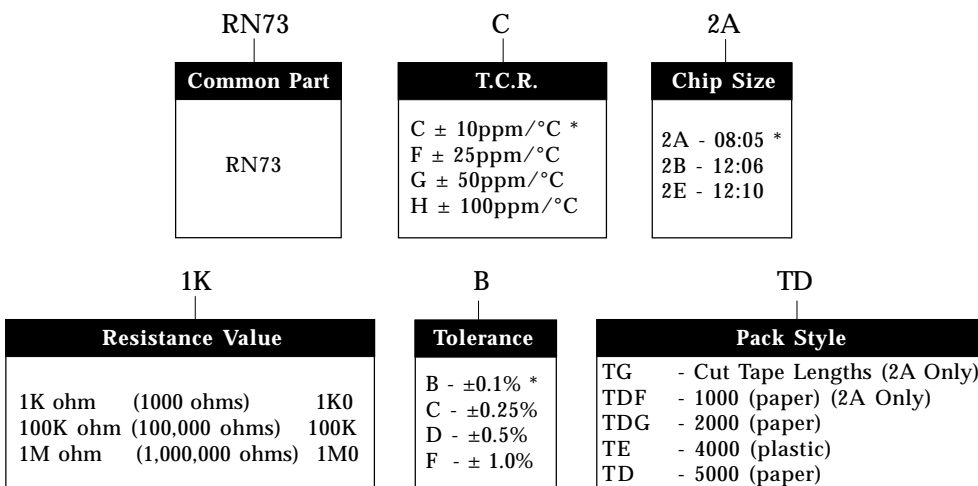 RN73 C 2A
Common Part T.C.R. Chip Size
RN73
C ± 10ppm/°C *
F ± 25ppm/°C
G ± 50ppm/°C
H ± 100ppm/°C
2A - 08:05 *
2B - 12:06
2E - 12:10
1K B TD
Resistance Value Tolerance Pack Style
1K ohm (1000 ohms) 1K0
100K ohm (100,000 ohms) 100K
1M ohm (1,000,000 ohms) 1M0
B - ±0.1% *
C - ±0.25%
D - ±0.5%
F - ± 1.0%
TG - Cut Tape Lengths (2A Only)
TDF - 1000 (paper) (2A Only)
TDG - 2000 (paper)
TE - 4000 (plastic)
TD - 5000 (paper)